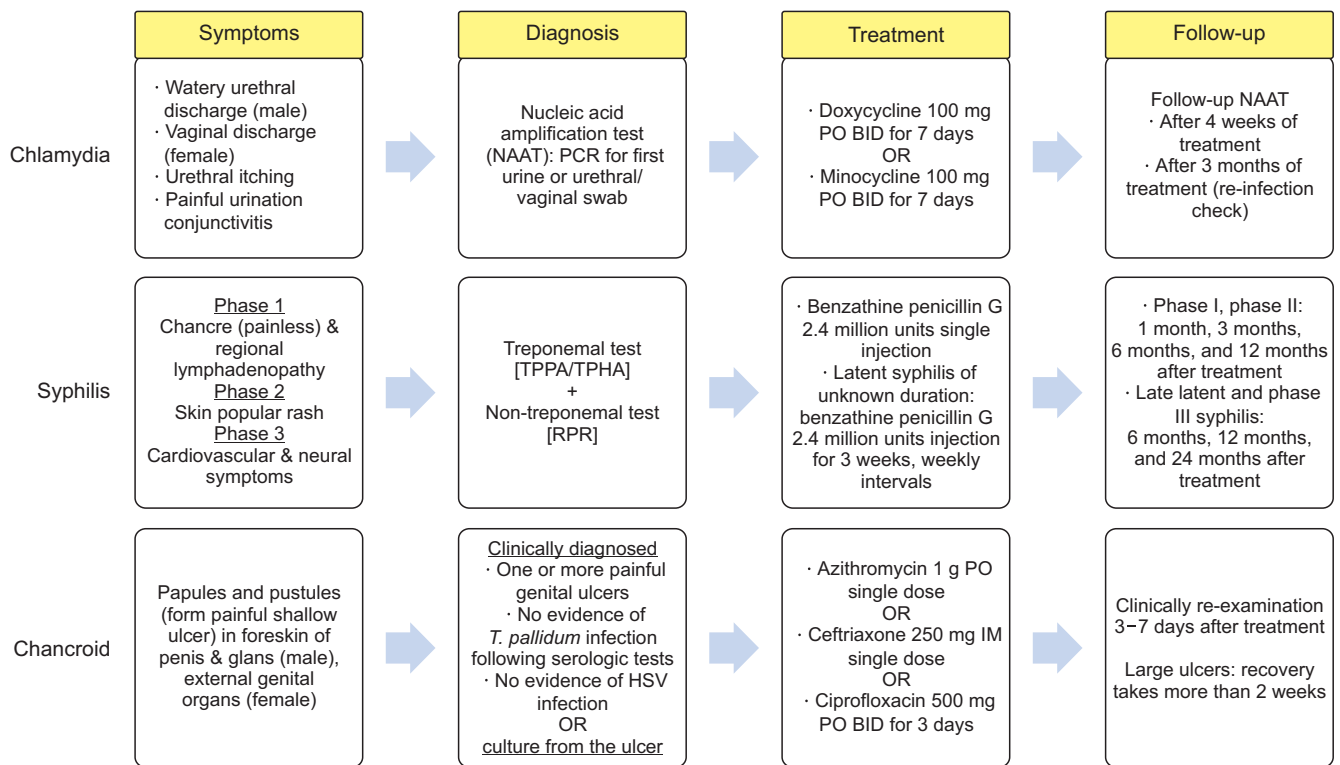 Symptoms
Diagnosis
Treatment
Follow-up
Chlamydia
· Watery urethral
discharge (male)
· Vaginal discharge
(female)
· Urethral itching
· Painful urination
conjunctivitis
Nucleic acid
amplification test
(NAAT): PCR for first
urine or urethral/
vaginal swab
· Doxycycline 100 mg
PO BID for 7 days
OR
· Minocycline 100 mg
PO BID for 7 days
Follow-up NAAT
· After 4 weeks of
treatment
· After 3 months of
treatment (re-infection
check)
Syphilis
Phase 1
Chancre (painless) &
regional
lymphadenopathy
Phase 2
Skin popular rash
Phase 3
Cardiovascular & neural
symptoms
Treponemal test
[TPPA/TPHA]
+
Non-treponemal test
[RPR]
· Benzathine penicillin G
2.4 million units single
injection
· Latent syphilis of
unknown duration:
benzathine penicillin G
2.4 million units injection
for 3 weeks, weekly
intervals
· Phase I, phase II:
1 month, 3 months,
6 months, and 12 months
after treatment
· Late latent and phase
III syphilis:
6 months, 12 months,
and 24 months after
treatment
Chancroid
Papules and pustules
(form painful shallow
ulcer) in foreskin of
penis & glans (male),
external genital
organs (female)
Clinically diagnosed
· One or more painful
genital ulcers
· No evidence of
T. pallidum infection
following serologic tests
· No evidence of HSV
infection
OR
culture from the ulcer
· Azithromycin 1 g PO
single dose
OR
· Ceftriaxone 250 mg IM
single dose
OR
· Ciprofloxacin 500 mg
PO BID for 3 days
Clinically re-examination
3−7 days after treatment
Large ulcers: recovery
takes more than 2 weeks